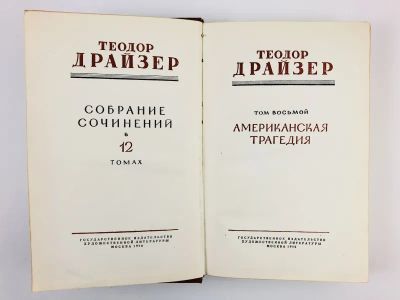 ТЕОДОР
ДРАЙЗЕР
СОБРАНИЕ
СОЧИНЕНИЙ
в
12
ТОМАХ
ГОСУДАРСТВЕННОЕ ИЗДАТЕЛЬСТВО
ХУДОЖЕСТВЕННОЙ ЛИТЕРАТУРЫ
МОСКВА
ТЕОДОР
ДРАЙЗЕР
ТОМ ВОСЬМОЙ
АМЕРИКАНСКАЯ
ТРАГЕДИЯ
ГОСУДАРСТВЕННОЕ ИЗДАТЕЛЬСТВО
ХУДОЖЕСТВЕННОЙ ЛИТЕРАТУРЫ
МОСКВА